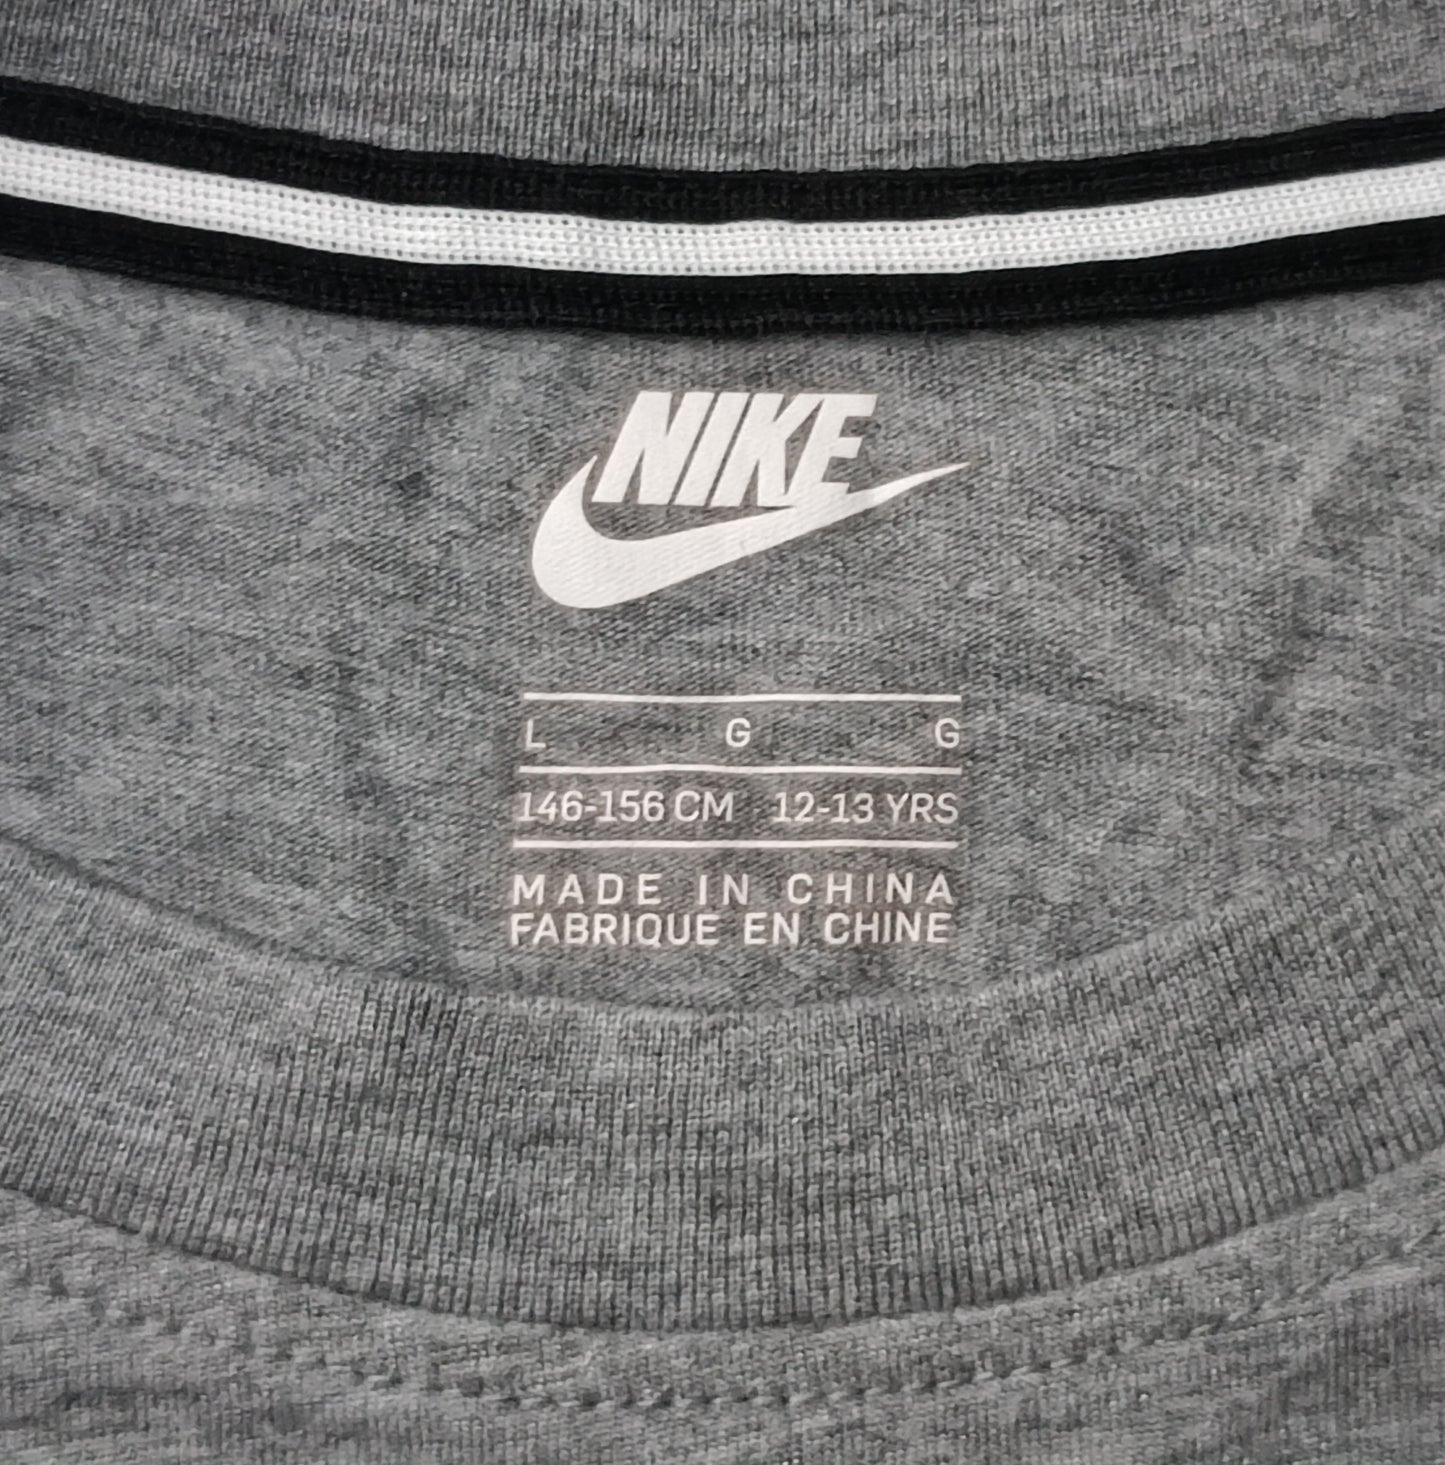 NIKE
L G G
146-156 CM 12-13 YRS
MADE IN CHINA
FABRIQUE EN CHINE